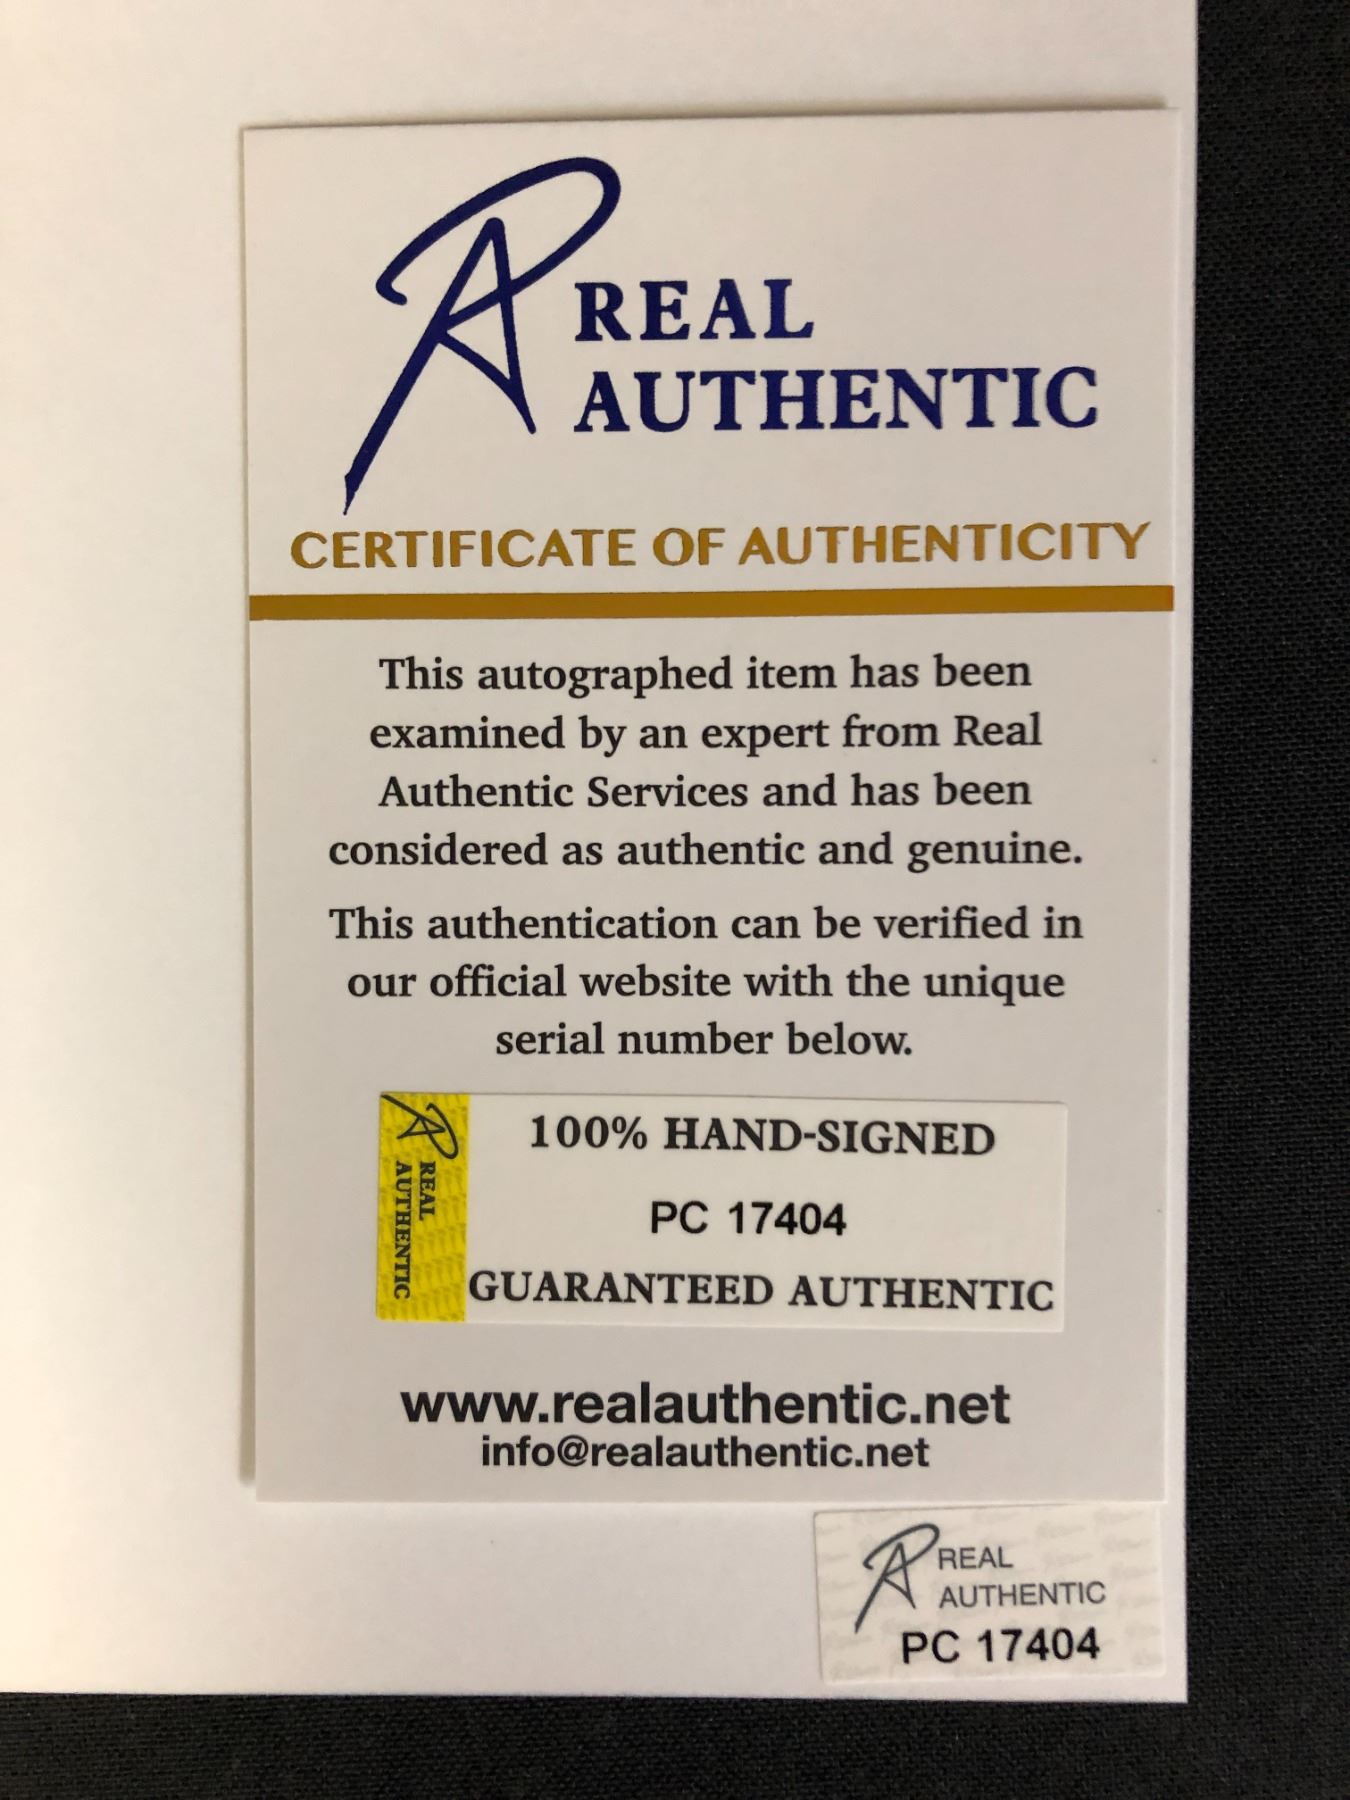 REAL
AUTHENTIC
CERTIFICATE OF AUTHENTICITY
This autographed item has been
examined by an expert from Real
Authentic Services and has been
considered as authentic and genuine.
This authentication can be verified in
our official website with the unique
serial number below.
REAL
AUTHENTIC
100% HAND-SIGNED
PC 17404
GUARANTEED AUTHENTIC
www.realauthentic.net
info@realauthentic.net
REAL
AUTHENTIC
PC 17404